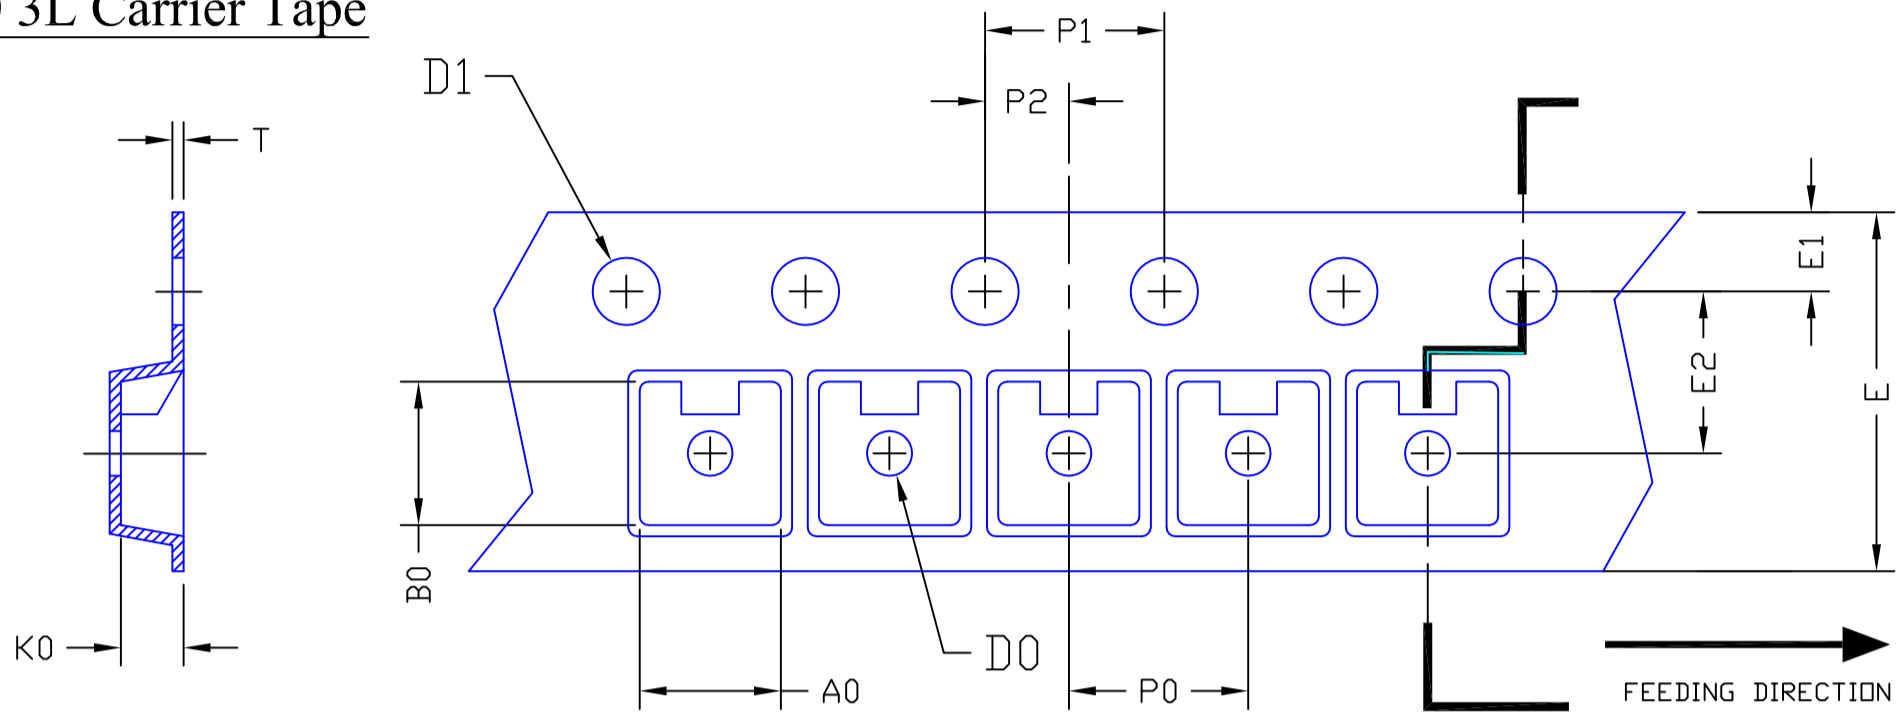 3L Carrier Tape
P1
D1
P2
T
E1
E2
E
B0
K0
D0
A0
P0
FEEDING DIRECTION